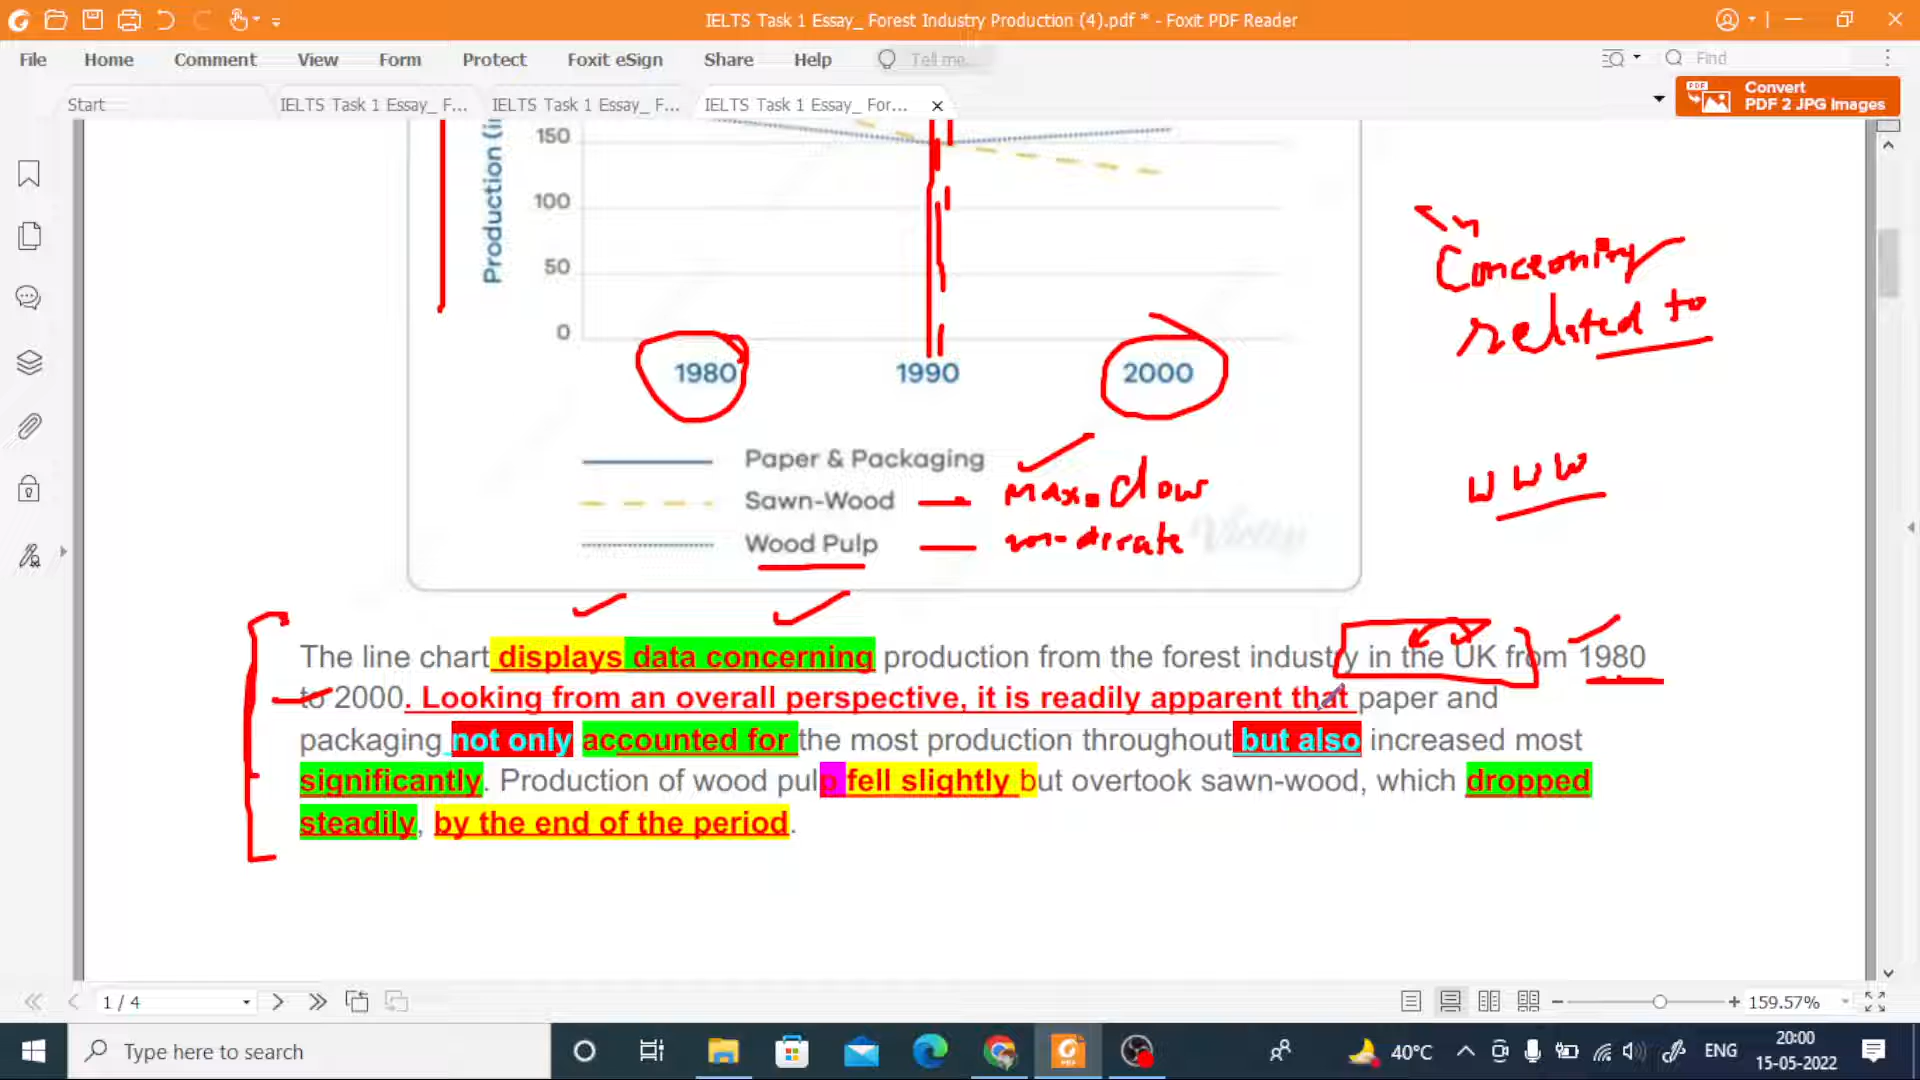 IELTS Task 1 Essay_ Forest Industry Production (4).pdf * - Foxit PDF Reader
File Home Comment View Form Protect Foxit eSign Share Help Tell me... Find
Start IELTS Task 1 Essay_ F... IELTS Task 1 Essay_ F... IELTS Task 1 Essay_ For...
PDF Convert
PDF 2 JPG Images
Production (i
150
100
50
0
1980 1990 2000
Concerning
related to
Paper & Packaging
Sawn-Wood
max.
Wood Pulp
W W W
The line chart displays data concerning production from the forest industry in the UK from 1980
to 2000. Looking from an overall perspective, it is readily apparent that paper and
packaging not only accounted for the most production throughout but also increased most
significantly. Production of wood pulp fell slightly but overtook sawn-wood, which dropped
steadily, by the end of the period.
1 / 4
159.57%
Type here to search
40°C
ENG
20:00
15-05-2022